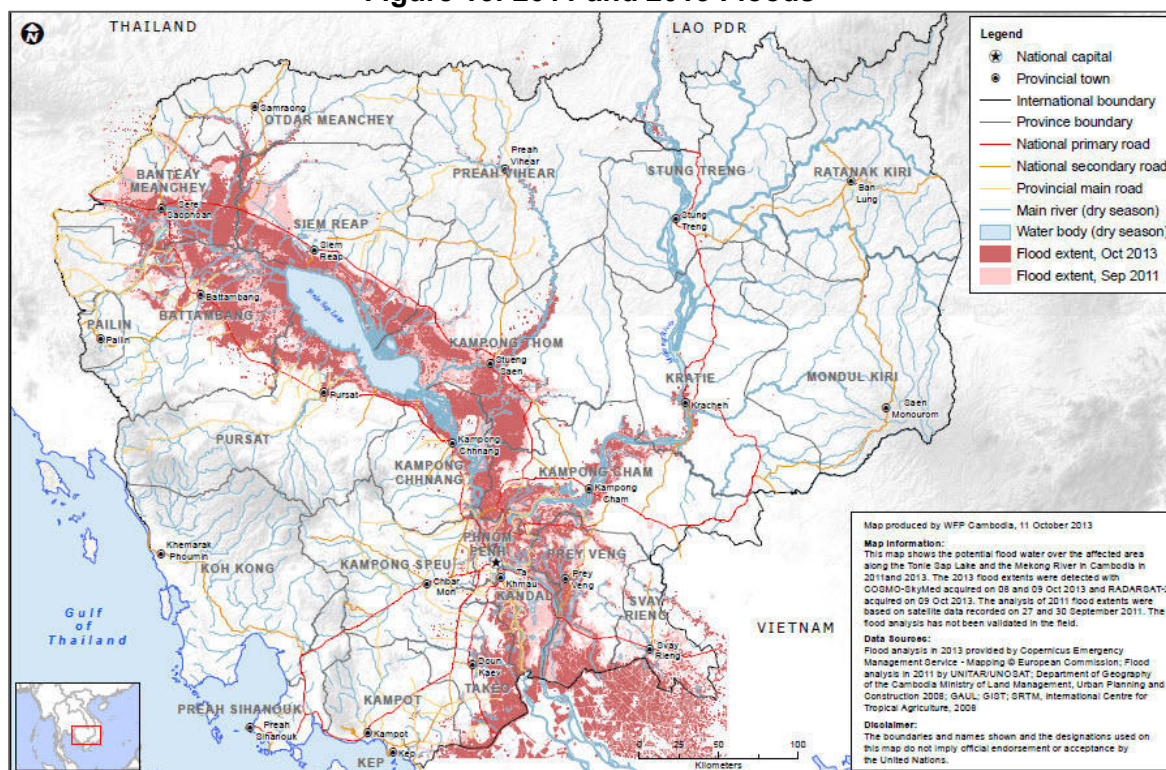 Figure 10. 2011 and 2013 Floods
N
THAILAND
LAO PDR
Samraong
OTDAR MEANCHEY
Preah
Vihear
PREAH VIHEAR
STUNG TRENG
RATANAK KIRI
Ban
Lung
BANTEAY
MEANCHEY
Serei
Saophoan
SIEM REAP
Siem
Reap
Stung
Treng
Battambang
BATTAMBANG
Tonle Sap Lake
PAILIN
Pailin
KAMPONG THOM
Stueng
Saen
KRATIE
Kracheh
MONDUL KIRI
Saen
Monourom
Pursat
PURSAT
Kampong
Chhnang
KAMPONG
CHHNANG
KAMPONG CHAM
Kampong
Cham
Khemarak
Phoumin
KOH KONG
KAMPONG SPEU
Chbar
Mon
PHNOM
PENH
Ta
Khmau
KANDAL
PREY VENG
Prey
Veng
SVAY
RIENG
Svay
Rieng
VIETNAM
Gulf
of
Thailand
Doun
Kaev
TAKEO
KAMPOT
Kampot
PREAH SIHANOUK
Preah
Sihanouk
Kep
KEP
0 25 50 100
Kilometers
Legend
National capital
Provincial town
International boundary
Province boundary
National primary road
National secondary road
Provincial main road
Main river (dry season)
Water body (dry season)
Flood extent, Oct 2013
Flood extent, Sep 2011
Map produced by WFP Cambodia, 11 October 2013
Map Information:
This map shows the potential flood water over the affected area
along the Tonle Sap Lake and the Mekong River in Cambodia in
2011and 2013. The 2013 flood extents were detected with
COSMO-SkyMed acquired on 08 and 09 Oct 2013 and RADARSAT-2
acquired on 09 Oct 2013. The analysis of 2011 flood extents were
based on satellite data recorded on 27 and 30 September 2011. The
flood analysis has not been validated in the field.
Data Sources:
Flood analysis in 2013 provided by Copernicus Emergency
Management Service - Mapping © European Commission; Flood
analysis in 2011 by UNITAR/UNOSAT; Department of Geography
of the Cambodia Ministry of Land Management, Urban Planning and
Construction 2008; GAUL; GIST; SRTM, International Centre for
Tropical Agriculture, 2008
Disclaimer:
The boundaries and names shown and the designations used on
this map do not imply official endorsement or acceptance by
the United Nations.